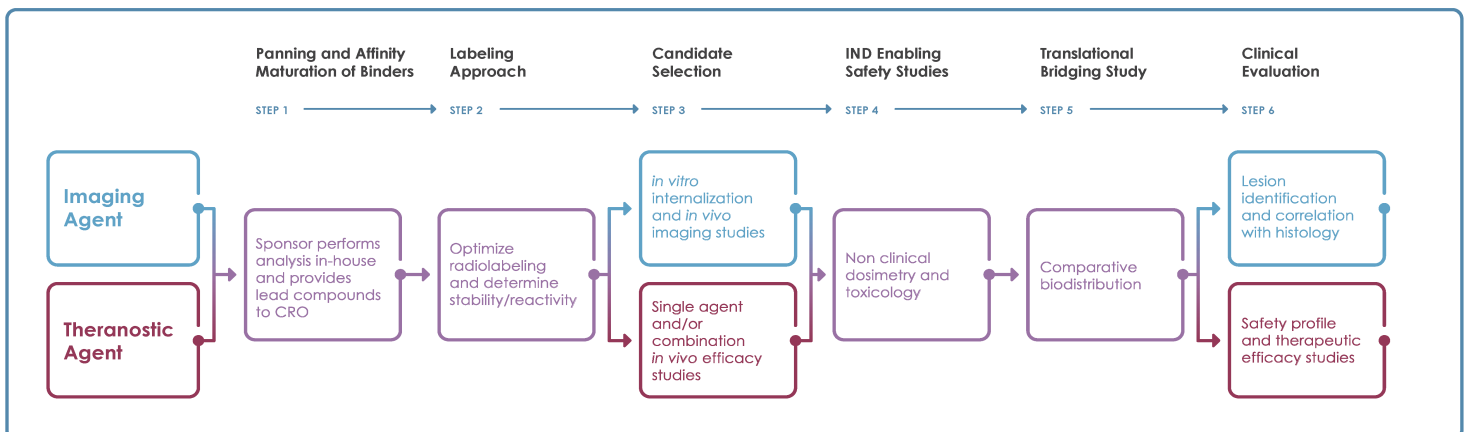 Panning and Affinity
Maturation of Binders
Labeling
Approach
Candidate
Selection
IND Enabling
Safety Studies
Translational
Bridging Study
Clinical
Evaluation
STEP 1
STEP 2
STEP 3
STEP 4
STEP 5
STEP 6
Imaging
Agent
Theranostic
Agent
Sponsor performs
analysis in-house
and provides
lead compounds
to CRO
Optimize
radiolabeling
and determine
stability/reactivity
in vitro
internalization
and in vivo
imaging studies
Single agent
and/or
combination
in vivo efficacy
studies
Non clinical
dosimetry and
toxicology
Comparative
biodistribution
Lesion
identification
and correlation
with histology
Safety profile
and therapeutic
efficacy studies